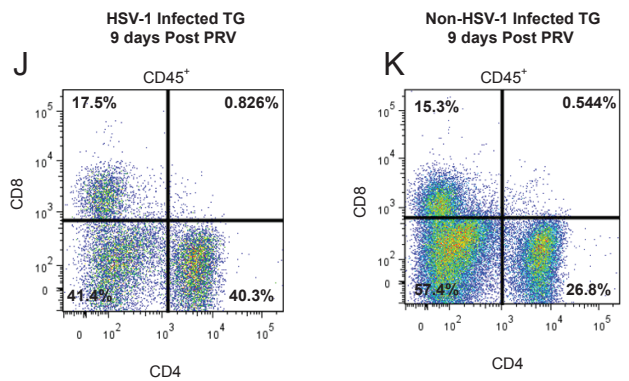 HSV-1 Infected TG
9 days Post PRV
J
CD45+
17.5%
0.826%
41.4%
40.3%
CD8
10^5
10^4
10^3
10^2
0
0
10^2
10^3
10^4
10^5
CD4
Non-HSV-1 Infected TG
9 days Post PRV
K
CD45+
15.3%
0.544%
57.4%
26.8%
CD8
10^5
10^4
10^3
10^2
0
0
10^2
10^3
10^4
10^5
CD4